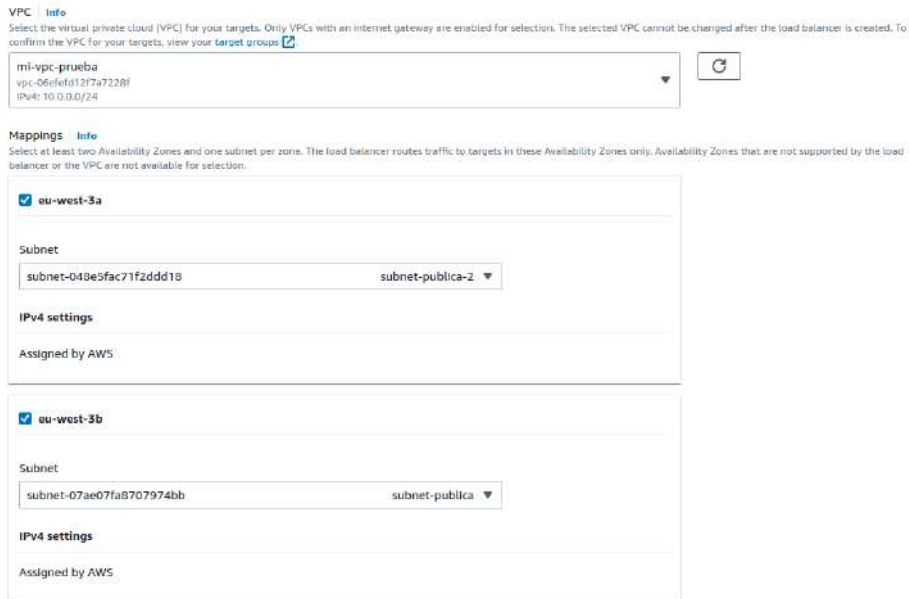 VPC Info
Select the virtual private cloud (VPC) for your targets. Only VPCs with an internet gateway are enabled for selection. The selected VPC cannot be changed after the load balancer is created. To
confirm the VPC for your targets, view your target groups.
mi-vpc-prueba
vpc-06efefd12f7a7228f
IPv4: 10.0.0.0/24
Mappings Info
Select at least two Availability Zones and one subnet per zone. The load balancer routes traffic to targets in these Availability Zones only. Availability Zones that are not supported by the load
balancer or the VPC are not available for selection.
eu-west-3a
Subnet
subnet-048e5fac71f2ddd18 subnet-publica-2
IPv4 settings
Assigned by AWS
eu-west-3b
Subnet
subnet-07ae07fa8707974bb subnet-publica
IPv4 settings
Assigned by AWS